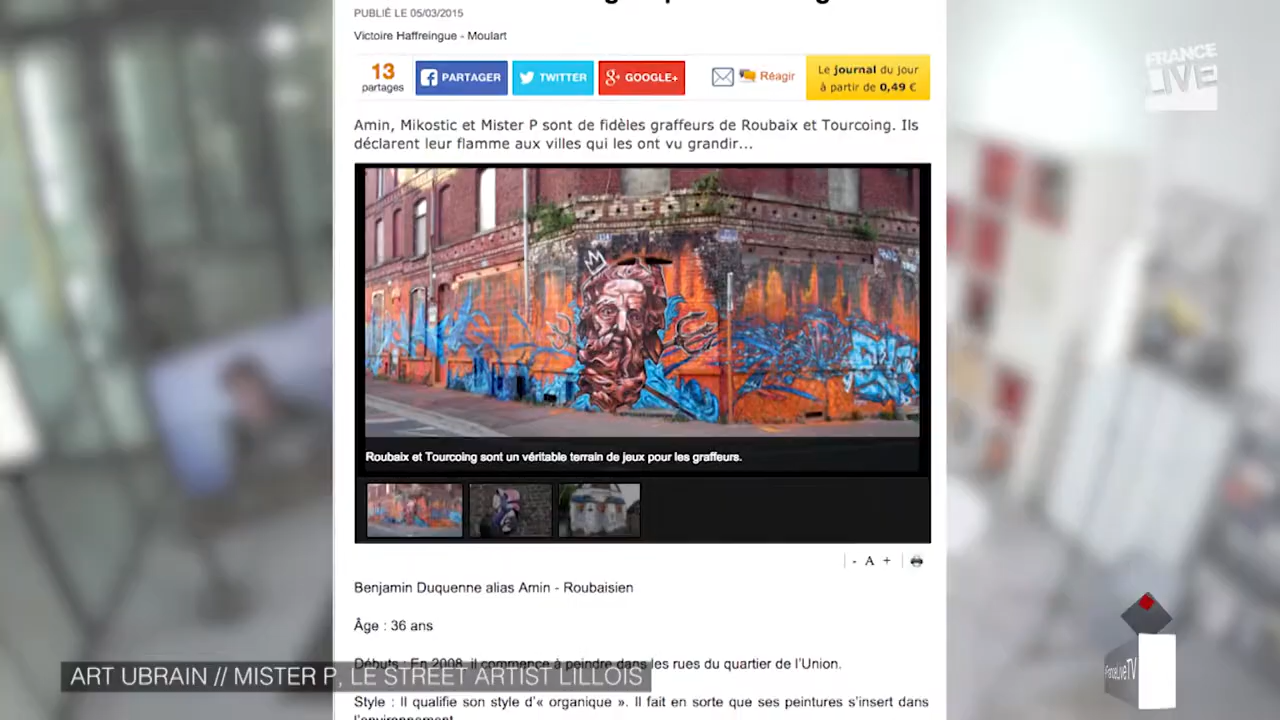 PUBLIÉ LE 05/03/2015
Victoire Haffreingue - Moulart
13
partages
PARTAGER
TWITTER
GOOGLE+
Réagir
Le journal du jour
à partir de 0,49 €
FRANCE
LIVE
Amin, Mikostic et Mister P sont de fidèles graffeurs de Roubaix et Tourcoing. Ils
déclarent leur flamme aux villes qui les ont vu grandir...
Roubaix et Tourcoing sont un véritable terrain de jeux pour les graffeurs.
- A +
Benjamin Duquenne alias Amin - Roubaisien
Âge : 36 ans
Débuts : En 2008, il commence à peindre dans les rues du quartier de l'Union.
ART UBRAIN // MISTER P, LE STREET ARTIST LILLOIS
FranceLiveTV
Style : Il qualifie son style d'« organique ». Il fait en sorte que ses peintures s'insert dans
l'environnement